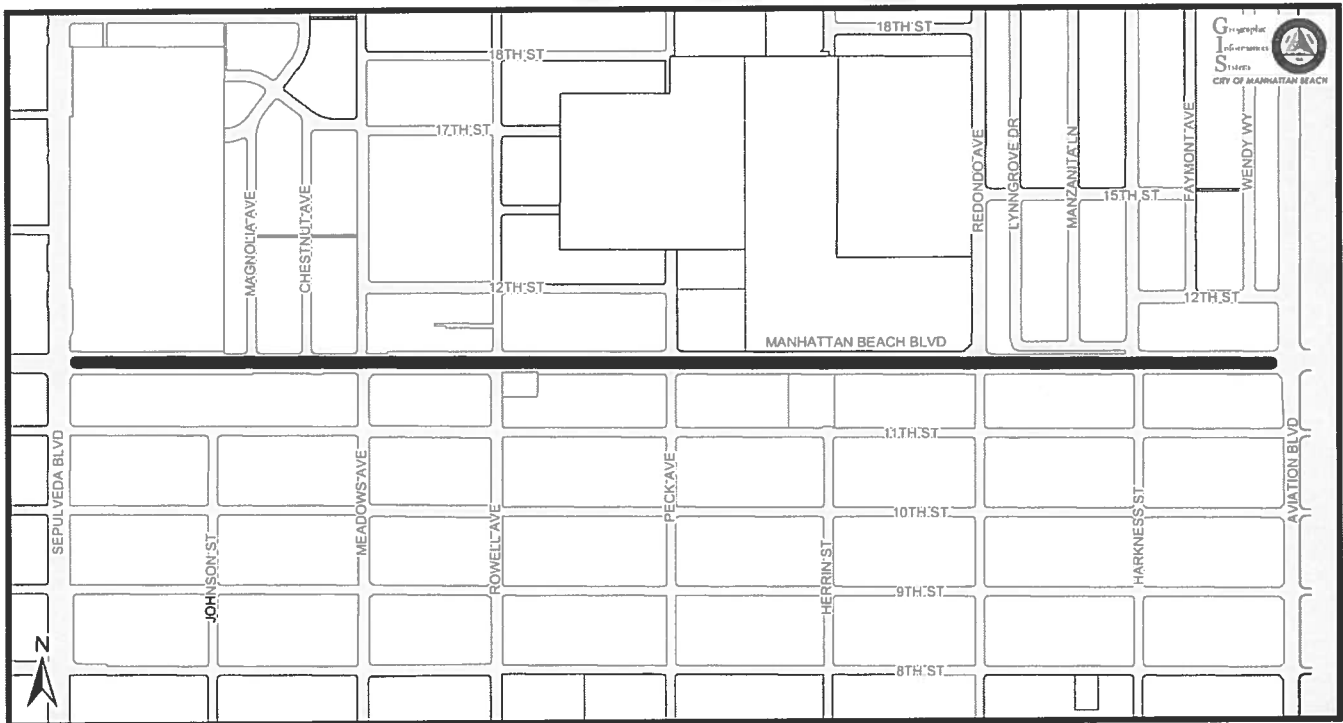 18TH ST
Geographic
Information
Systems
CITY OF MANHATTAN BEACH
18TH ST
17TH ST
MAGNOLIA AVE
CHESTNUT AVE
12TH ST
REDONDO AVE
LYNNGROVE DR
MANZANITA LN
15TH ST
FAYMONT AVE
WENDY WY
12TH ST
MANHATTAN BEACH BLVD
SEPULVEDA BLVD
JOHNSON ST
MEADOWS AVE
ROWELL AVE
PECK AVE
11TH ST
10TH ST
HERRIN ST
9TH ST
HARKNESS ST
AVIATION BLVD
8TH ST
N